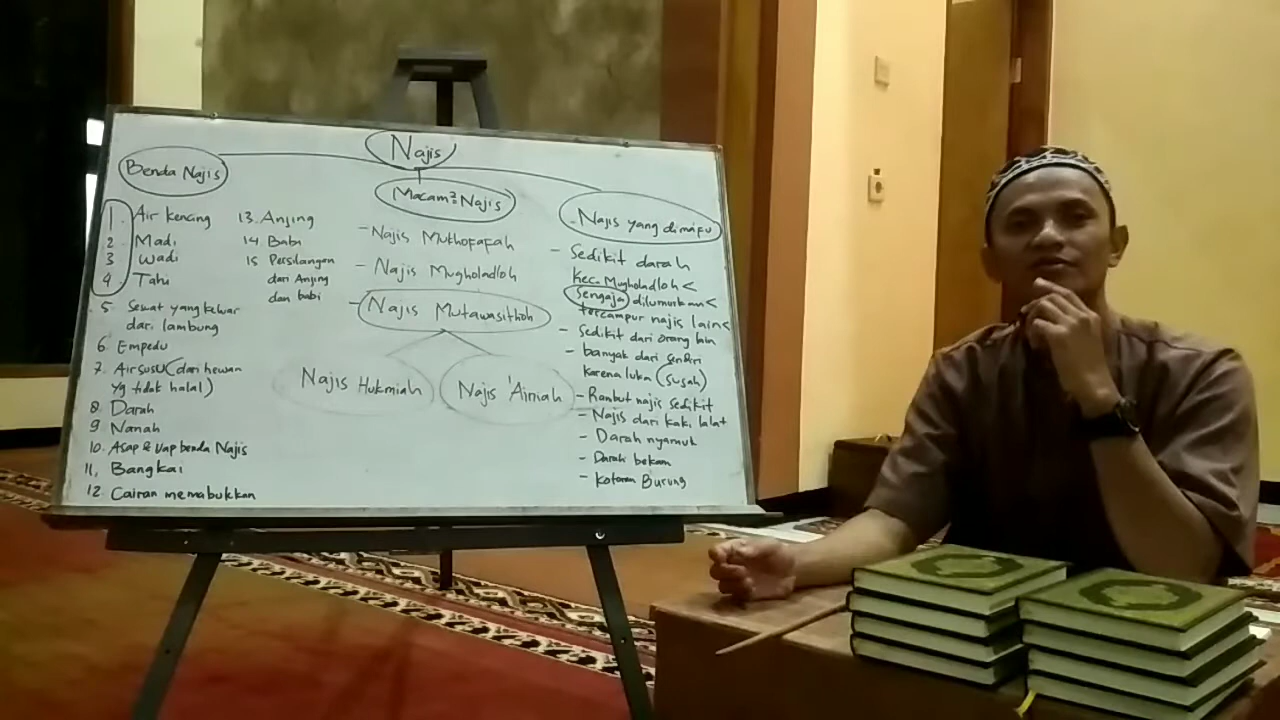 Najis
Benda Najis
1 Air kencing
2 Madi
3 Wadi
4 Tahi
5. Sesuat yang keluar
dari lambung
6. Empedu
7. Air susu (dari hewan
yg tidak halal)
8. Darah
9. Nanah
10. Asap & Uap benda Najis
11, Bangkai
12. Cairan memabukkan
13. Anjing
14. Babi
15 Persilangan
dari Anjing
dan babi
Macam² Najis
- Najis Mukhofafah
- Najis Mugholadloh
- Najis Mutawasithoh
Najis Hukmiah
Najis 'Ainiah
Najis yang dima'fu
- Sedikit darah
Kec. Mugholadloh <
Sengaja dilumurkan <
tercampur najis lain <
- Sedikit dari orang lain
- banyak dari sendiri
karena luka (susah)
- Rambut najis sedikit
- Najis dari kaki lalat
- Darah nyamuk
- Darah bekam
- kotoran Burung